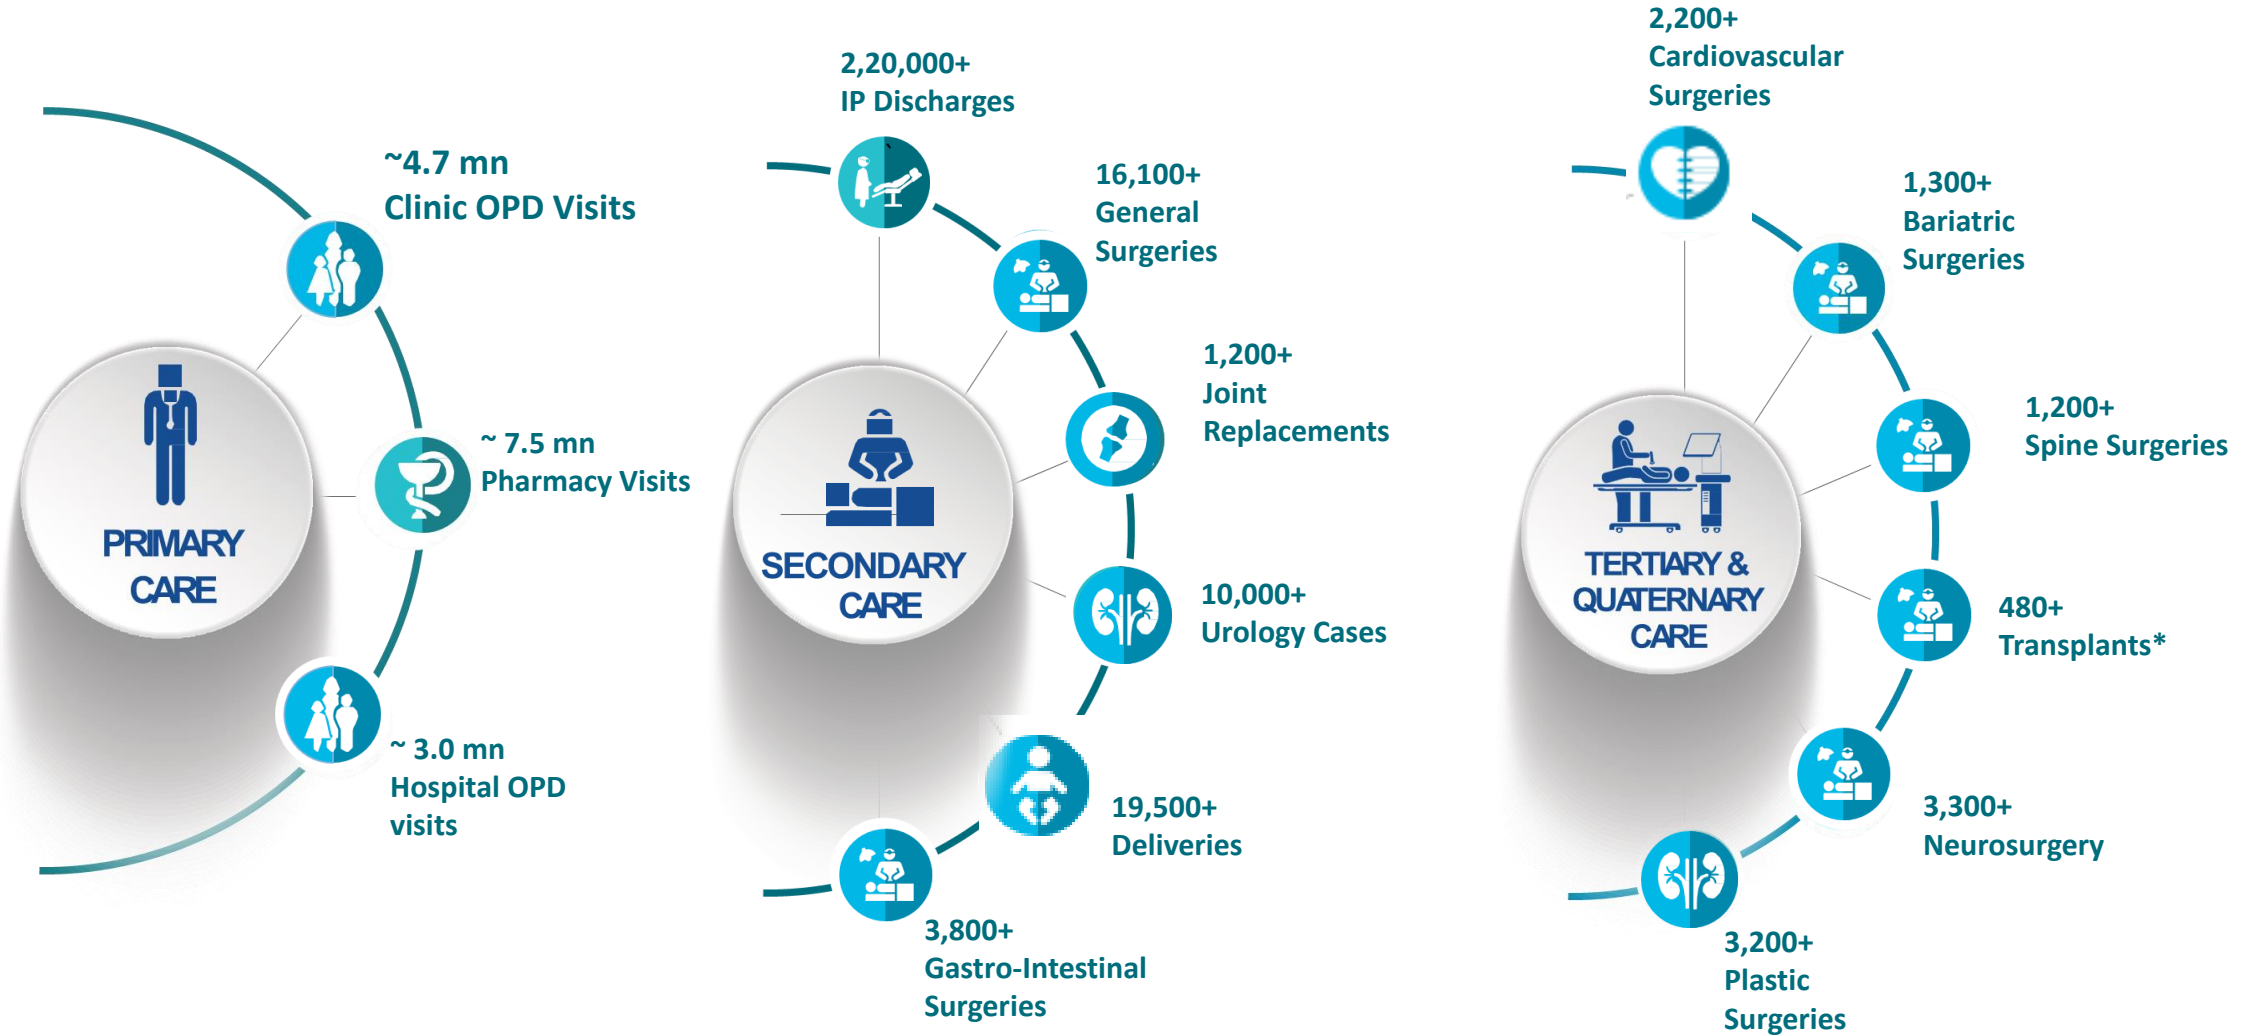 ~4.7 mn
Clinic OPD Visits
~ 7.5 mn
Pharmacy Visits
~ 3.0 mn
Hospital OPD
visits
PRIMARY
CARE
2,20,000+
IP Discharges
16,100+
General
Surgeries
1,200+
Joint
Replacements
10,000+
Urology Cases
19,500+
Deliveries
3,800+
Gastro-Intestinal
Surgeries
SECONDARY
CARE
2,200+
Cardiovascular
Surgeries
1,300+
Bariatric
Surgeries
1,200+
Spine Surgeries
480+
Transplants*
3,300+
Neurosurgery
3,200+
Plastic
Surgeries
TERTIARY &
QUATERNARY
CARE